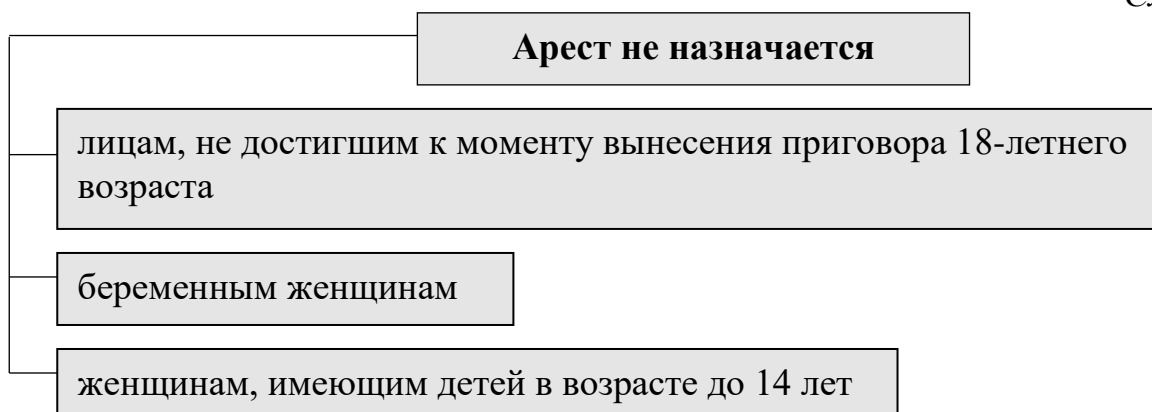 Арест не назначается
лицам, не достигшим к моменту вынесения приговора 18-летнего
возраста
беременным женщинам
женщинам, имеющим детей в возрасте до 14 лет